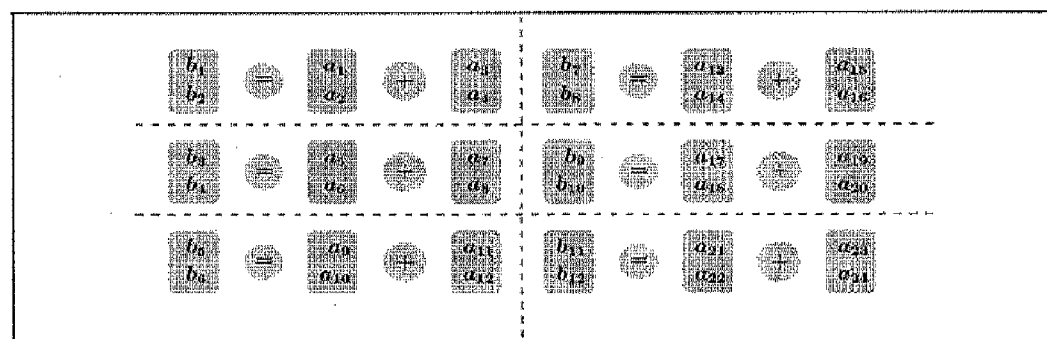 b₁ = a₁ + a₃ b₇ = a₁₃ + a₁₅
b₂ a₂ a₄ b₈ a₁₄ a₁₆
b₃ = a₅ + a₇ b₉ = a₁₇ + a₁₉
b₄ a₆ a₈ b₁₀ a₁₈ a₂₀
b₅ = a₉ + a₁₁ b₁₁ = a₂₁ + a₂₃
b₆ a₁₀ a₁₂ b₁₂ a₂₂ a₂₄